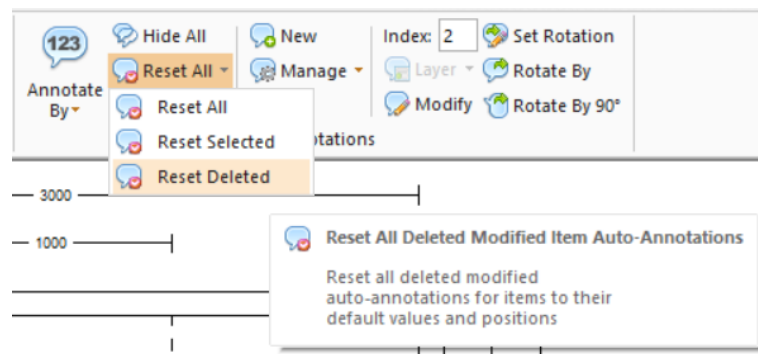 123
Annotate
By
Hide All
Reset All
New
Manage
Index: 2
Layer
Modify
Set Rotation
Rotate By
Rotate By 90°
Reset All
Reset Selected
Reset Deleted
tations
3000
1000
Reset All Deleted Modified Item Auto-Annotations
Reset all deleted modified
auto-annotations for items to their
default values and positions